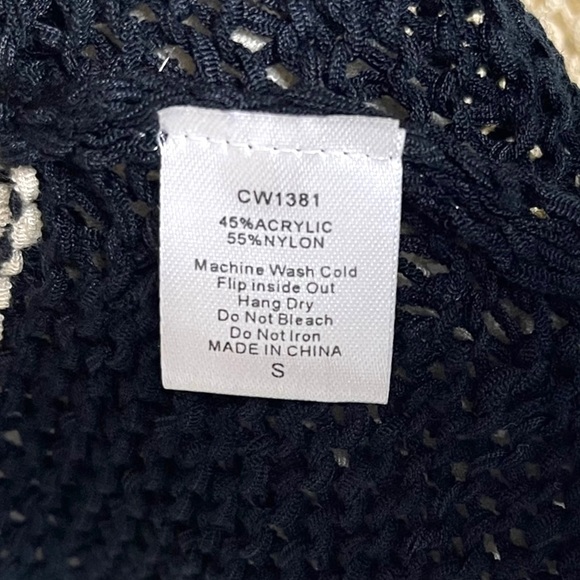 CW1381
45%ACRYLIC
55%NYLON
Machine Wash Cold
Flip inside Out
Hang Dry
Do Not Bleach
Do Not Iron
MADE IN CHINA
S